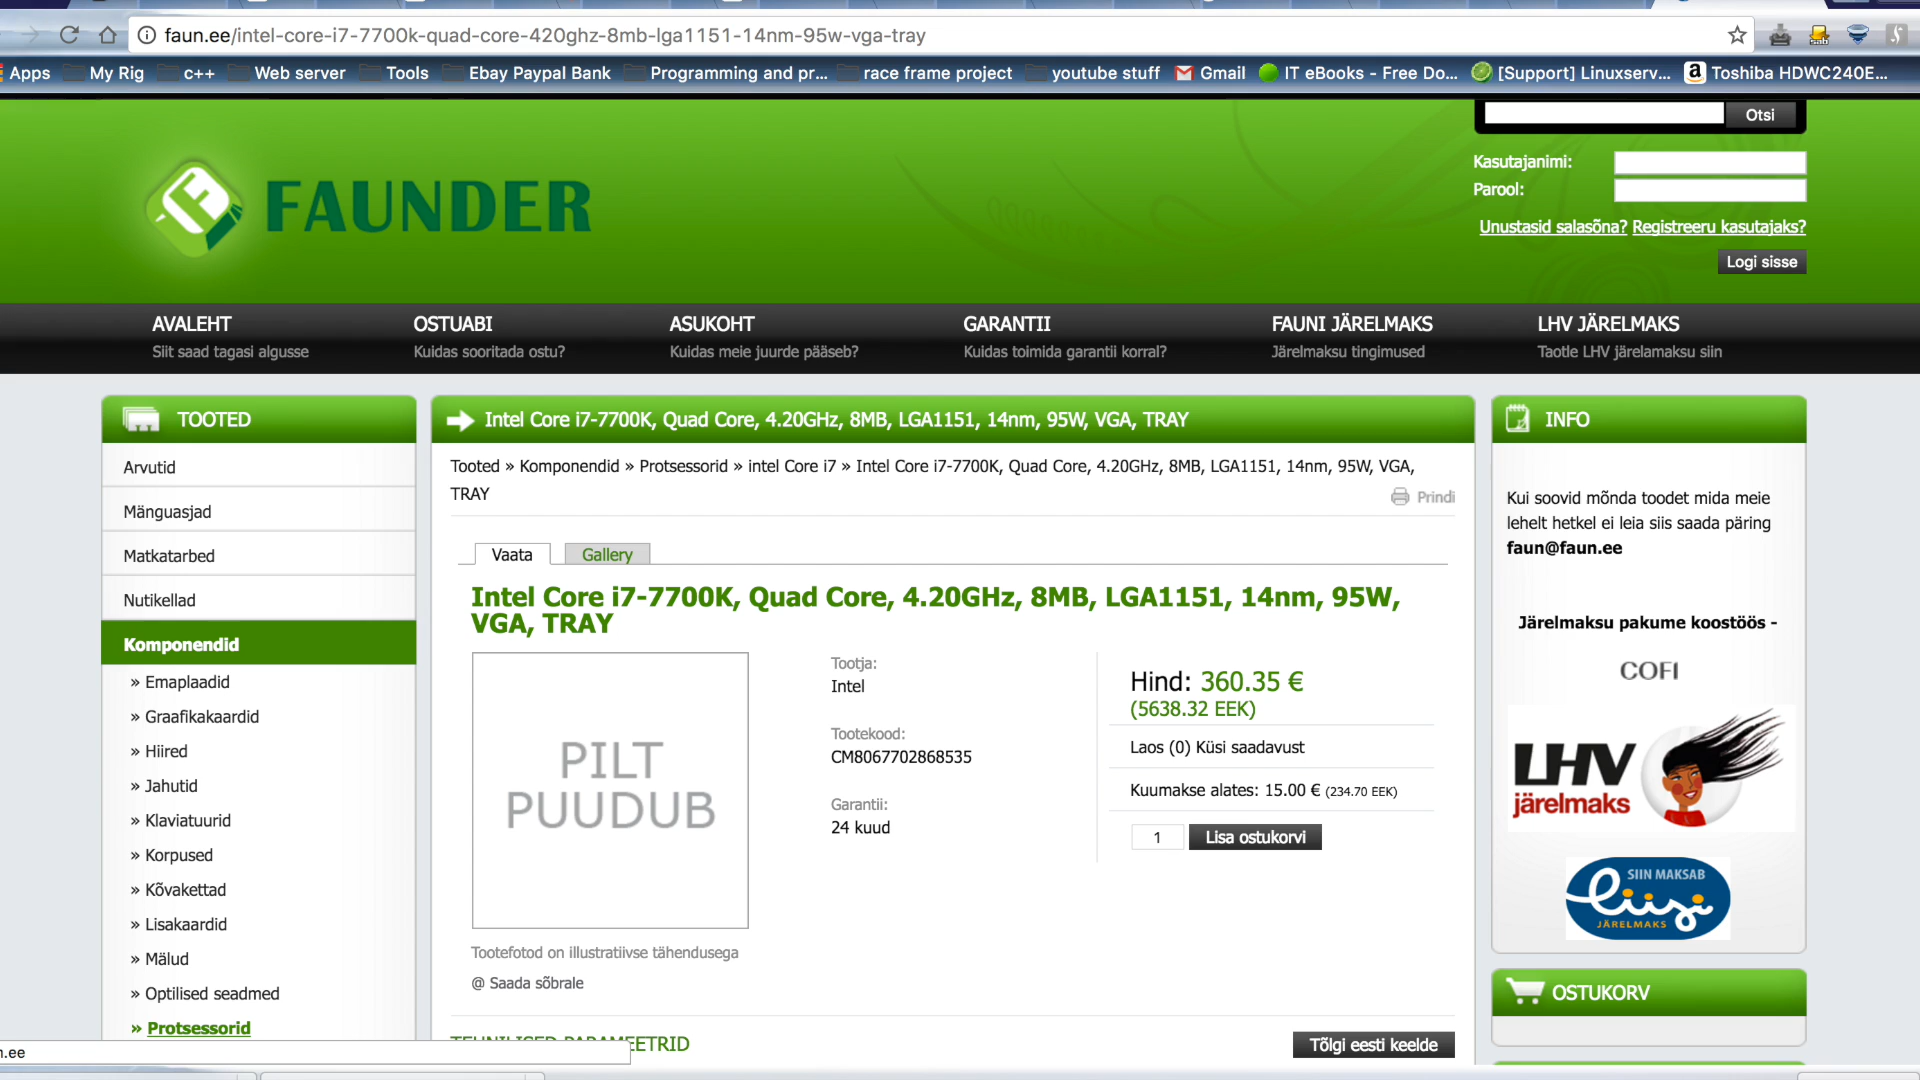 faun.ee/intel-core-i7-7700k-quad-core-420ghz-8mb-lga1151-14nm-95w-vga-tray
Apps My Rig c++ Web server Tools Ebay Paypal Bank Programming and pr... race frame project youtube stuff Gmail IT eBooks - Free Do... [Support] Linuxserv... Toshiba HDWC240E...
Otsi
FAUNDER
Kasutajanimi:
Parool:
Unustasid salasõna? Registreeru kasutajaks?
Logi sisse
AVALEHT
Siit saad tagasi algusse
OSTUABI
Kuidas sooritada ostu?
ASUKOHT
Kuidas meie juurde pääseb?
GARANTII
Kuidas toimida garantii korral?
FAUNI JÄRELMAKS
Järelmaksu tingimused
LHV JÄRELMAKS
Taotle LHV järelamaksu siin
TOOTED
Arvutid
Mänguasjad
Matkatarbed
Nutikellad
Komponendid
» Emaplaadid
» Graafikakaardid
» Hiired
» Jahutid
» Klaviatuurid
» Korpused
» Kõvakettad
» Lisakaardid
» Mälud
» Optilised seadmed
» Protsessorid
Intel Core i7-7700K, Quad Core, 4.20GHz, 8MB, LGA1151, 14nm, 95W, VGA, TRAY
Tooted » Komponendid » Protsessorid » intel Core i7 » Intel Core i7-7700K, Quad Core, 4.20GHz, 8MB, LGA1151, 14nm, 95W, VGA,
TRAY
Prindi
Vaata Gallery
Intel Core i7-7700K, Quad Core, 4.20GHz, 8MB, LGA1151, 14nm, 95W,
VGA, TRAY
PILT
PUUDUB
Tootefotod on illustratiivse tähendusega
@ Saada sõbrale
Tootja:
Intel
Tootekood:
CM8067702868535
Garantii:
24 kuud
Hind: 360.35 €
(5638.32 EEK)
Laos (0) Küsi saadavust
Kuumakse alates: 15.00 € (234.70 EEK)
1 Lisa ostukorvi
TEHNILISED PARAMEETRID
Tõlgi eesti keelde
INFO
Kui soovid mõnda toodet mida meie
lehelt hetkel ei leia siis saada päring
faun@faun.ee
Järelmaksu pakume koostöös -
COFI
LHV
järelmaks
SIIN MAKSAB
liisi
JÄRELMAKS
OSTUKORV